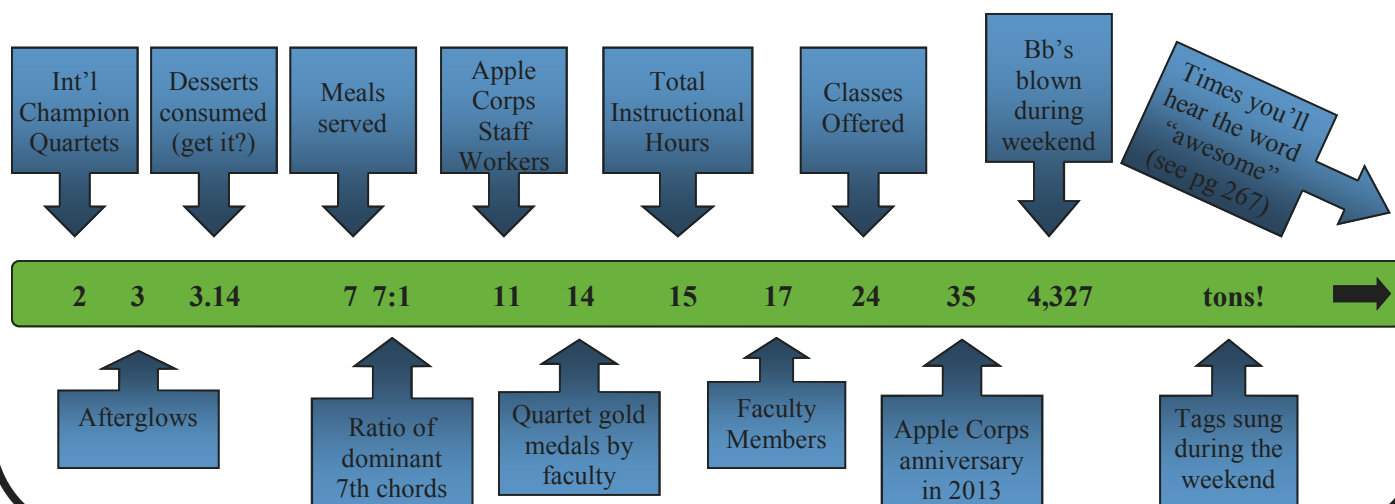 Int’l
Champion
Quartets
Desserts
consumed
(get it?)
Meals
served
Apple
Corps
Staff
Workers
Total
Instructional
Hours
Classes
Offered
Bb’s
blown
during
weekend
Times you’ll
hear the word
“awesome”
(see pg 267)
2 3 3.14 7 7:1 11 14 15 17 24 35 4,327 tons!
Afterglows
Ratio of
dominant
7th chords
Quartet gold
medals by
faculty
Faculty
Members
Apple Corps
anniversary
in 2013
Tags sung
during the
weekend